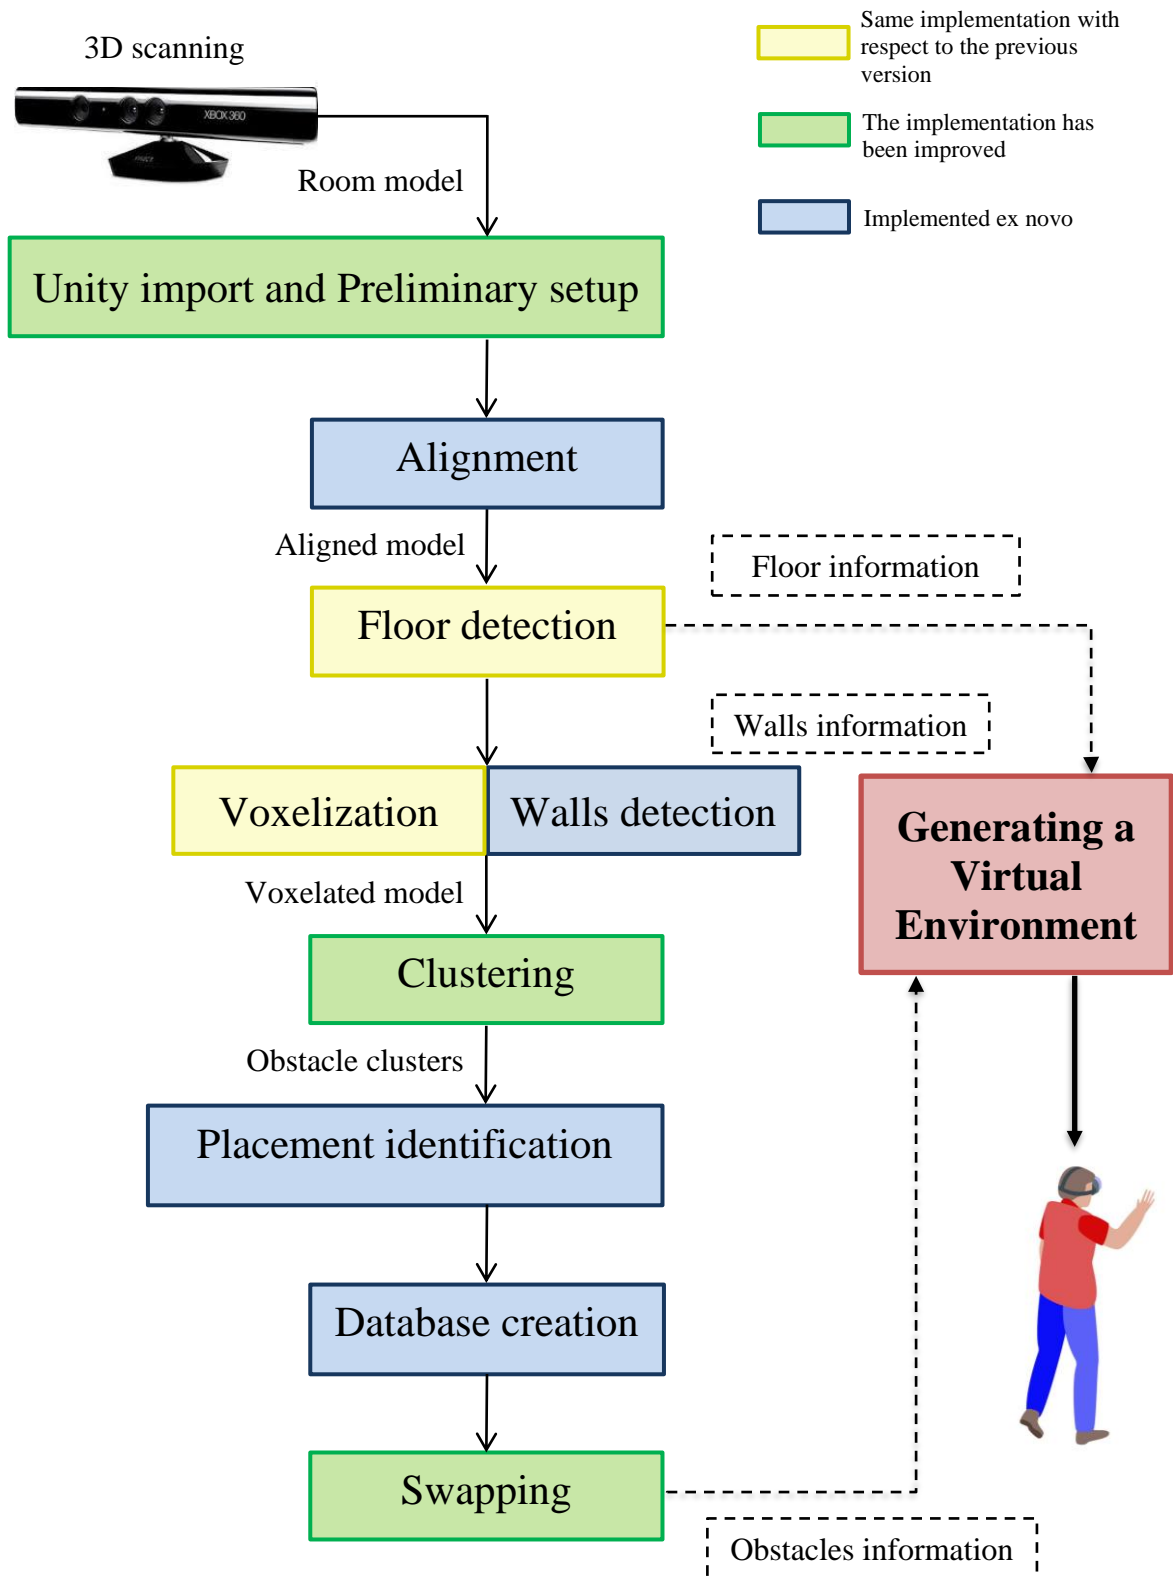 3D scanning
Same implementation with
respect to the previous
version
XBOX 360
The implementation has
been improved
Room model
Implemented ex novo
Unity import and Preliminary setup
Alignment
Aligned model
Floor information
Floor detection
Walls information
Voxelization
Walls detection
Generating a
Virtual
Environment
Voxelated model
Clustering
Obstacle clusters
Placement identification
Database creation
Swapping
Obstacles information